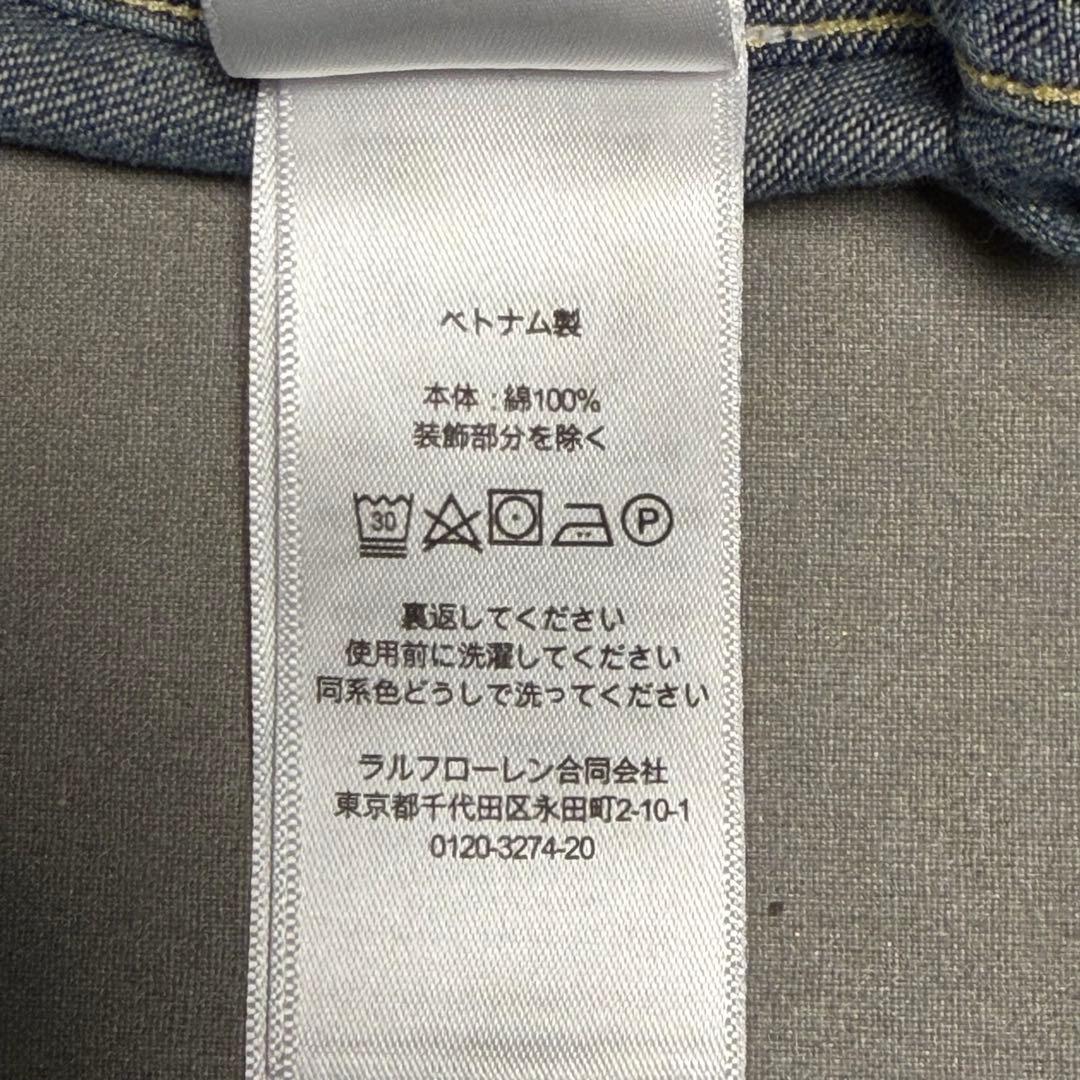 ベトナム製
本体:綿100%
装飾部分を除く
30 P
裏返してください
使用前に洗濯してください
同系色どうしで洗ってください
ラルフローレン合同会社
東京都千代田区永田町2-10-1
0120-3274-20